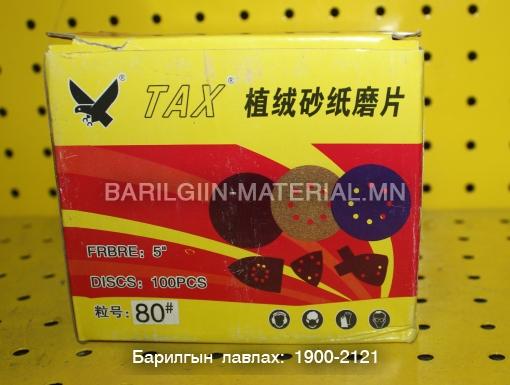 TAX® 植绒砂纸磨片
BARILGIIN-MATERIAL.MN
FRBRE: 5"
DISCS: 100PCS
粒号: 80#
Барилгын лавлах: 1900-2121